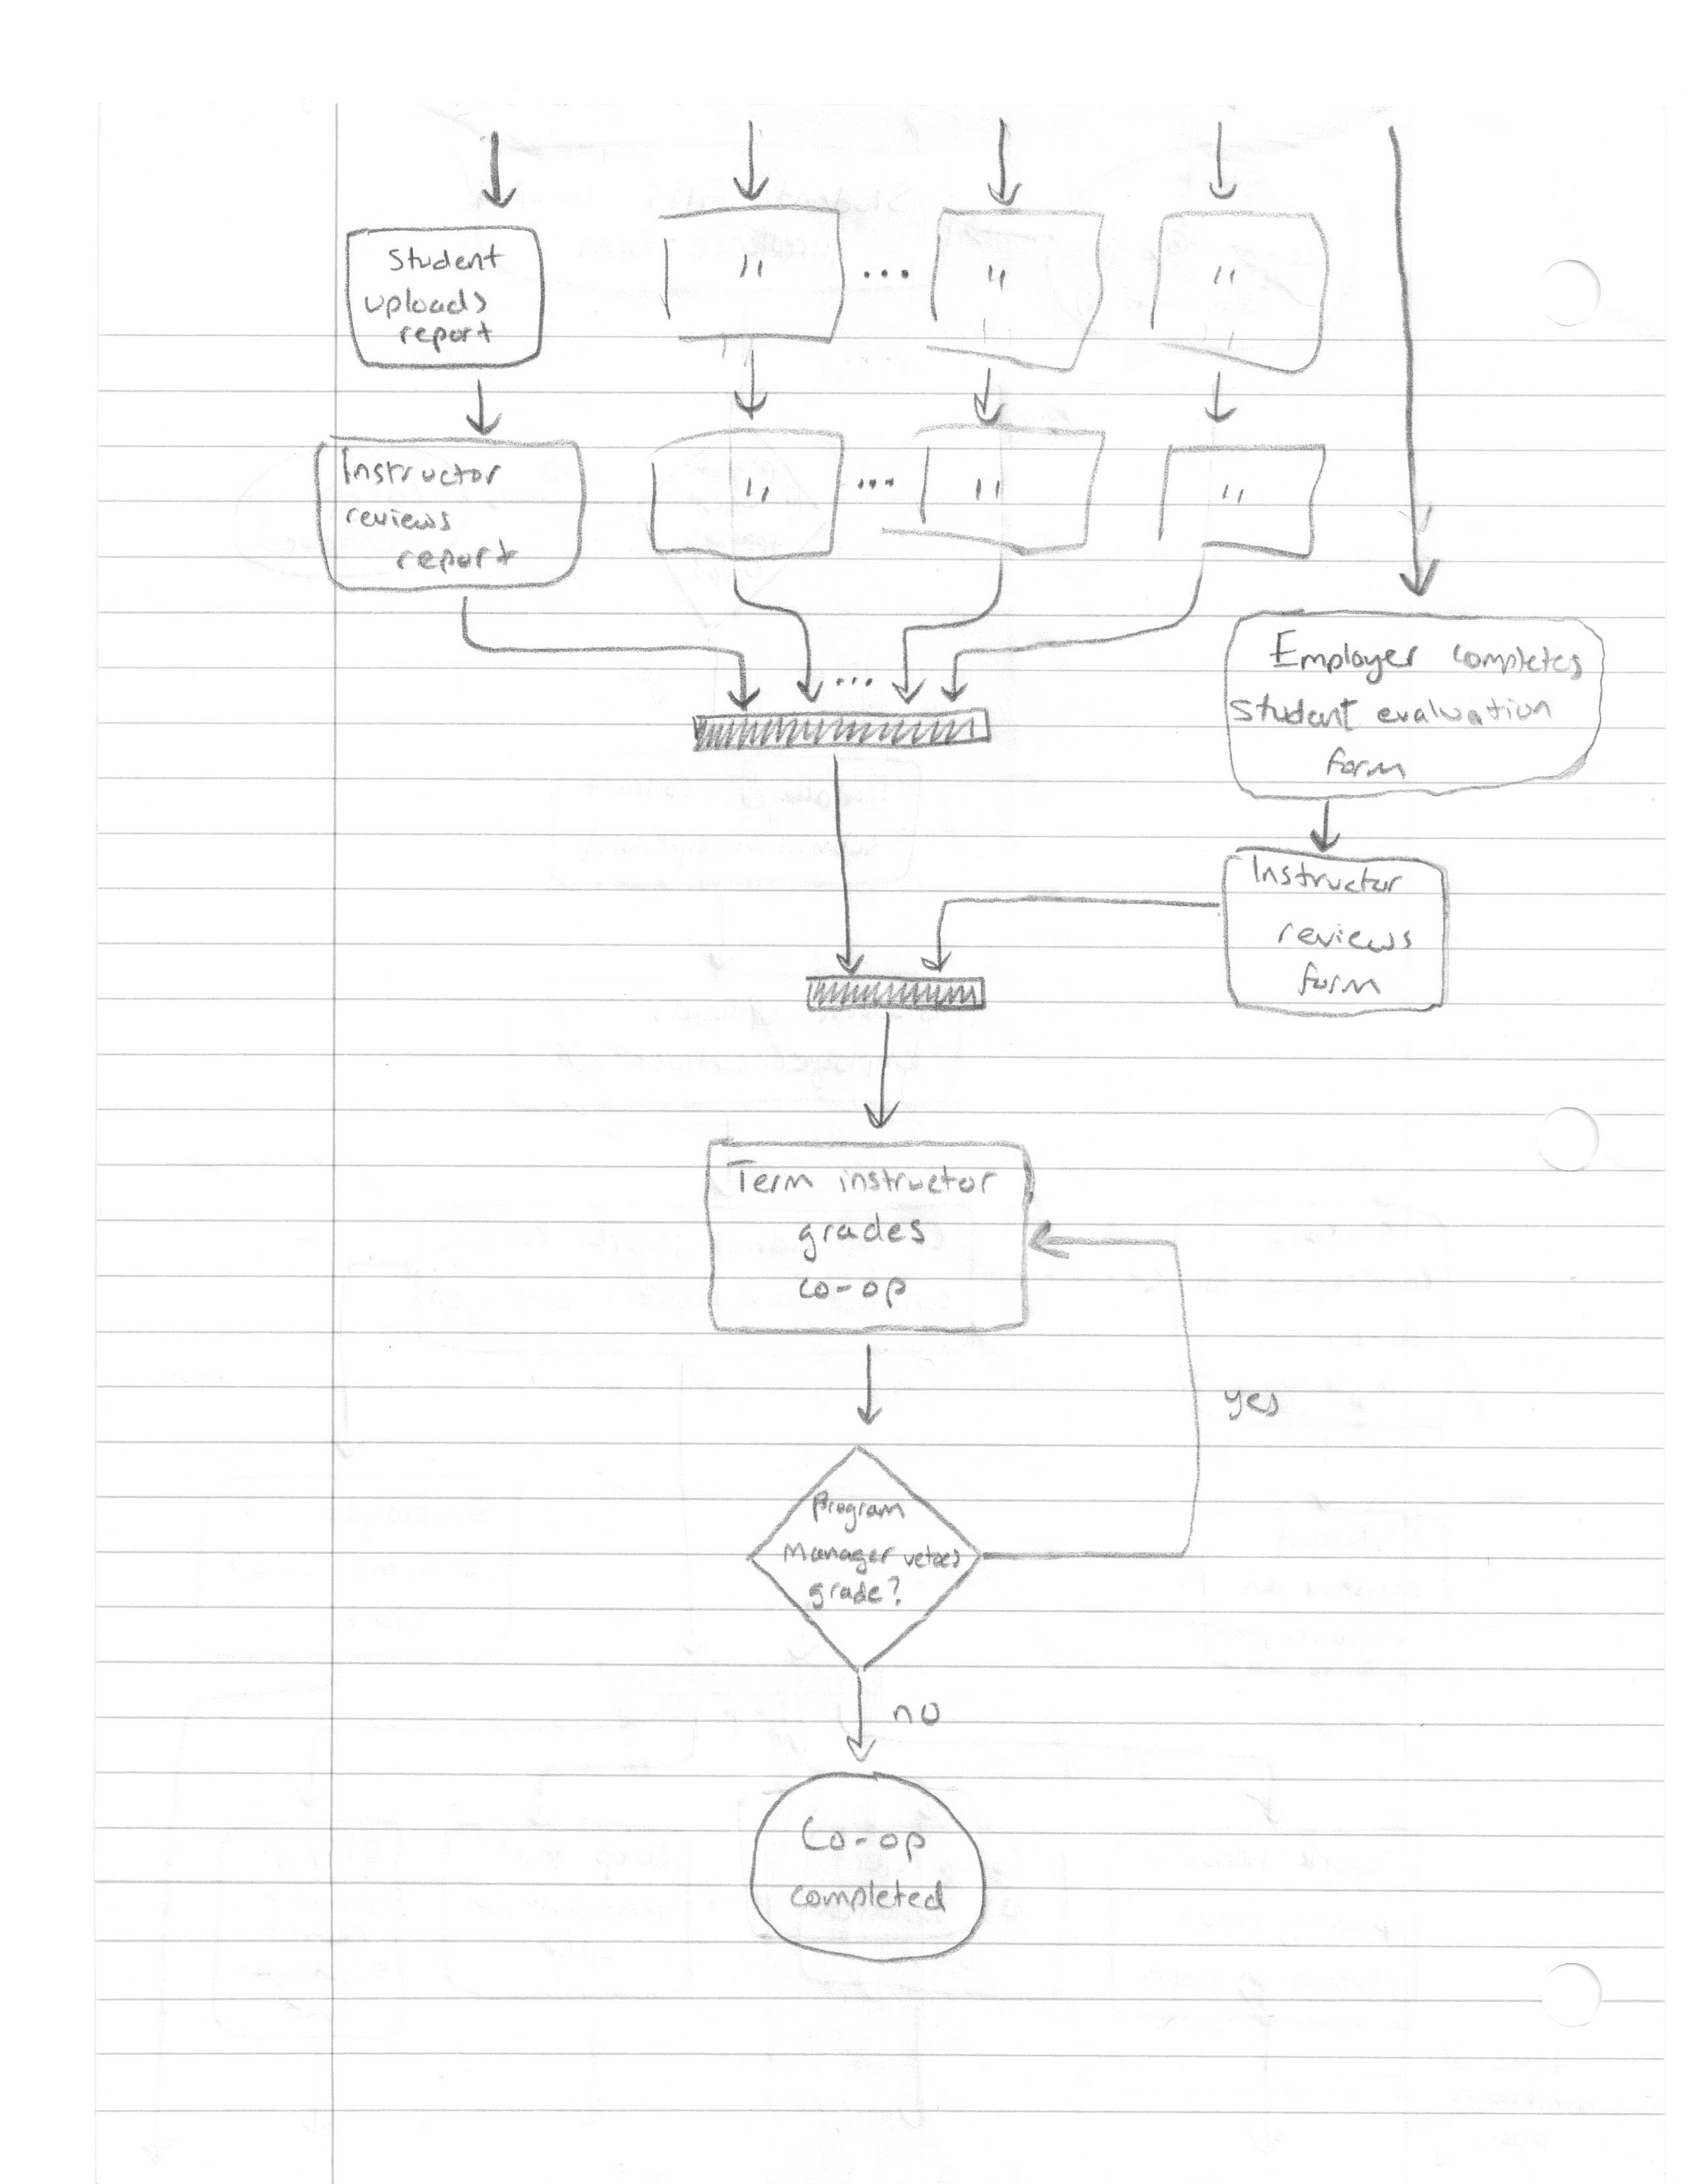 Student
uploads
report
"
...
"
"
Instructor
reviews
report
"
...
"
"
...
Employer completes
Student evaluation
form
Instructor
reviews
form
Term instructor
grades
co-op
yes
Program
Manager vetoes
grade?
no
Co-op
completed